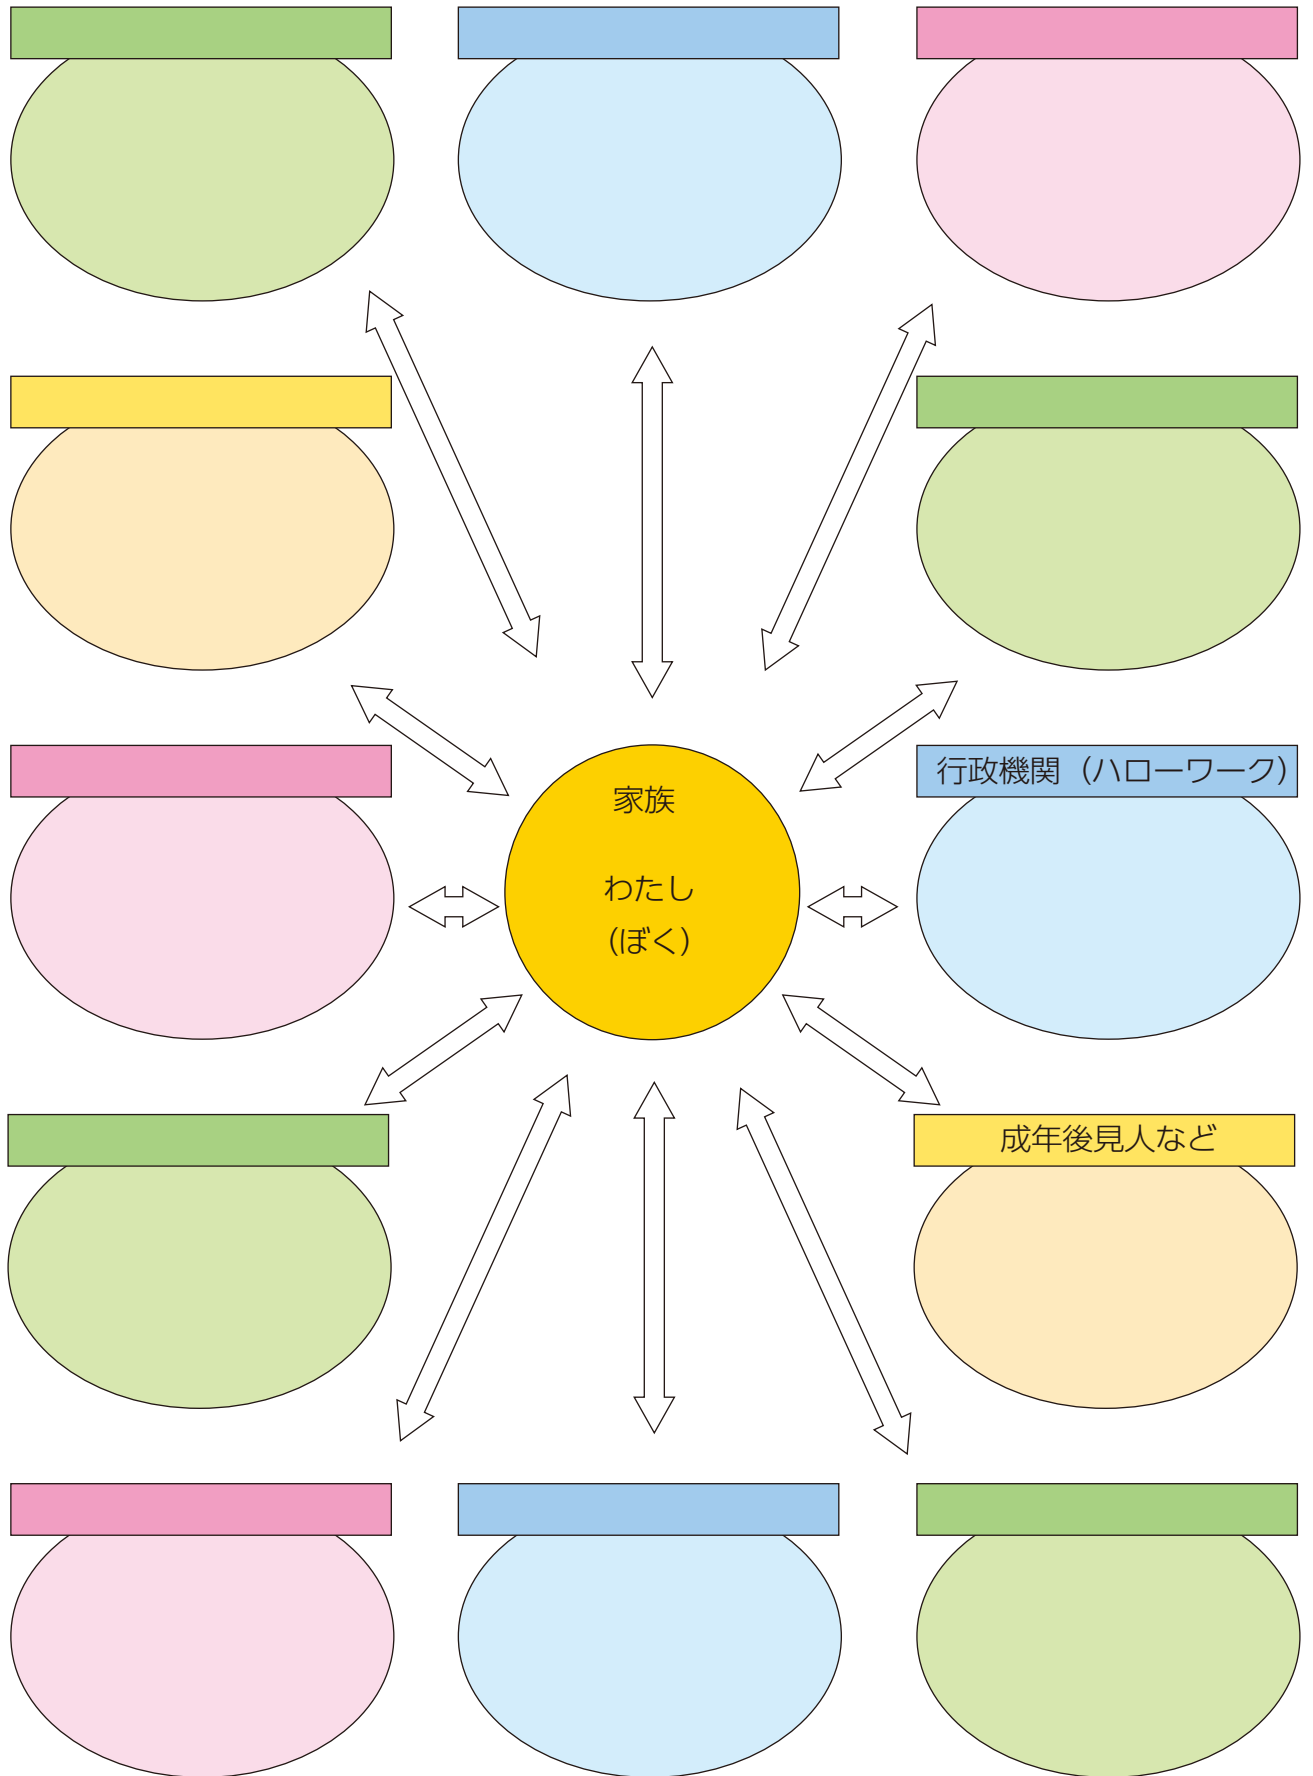 行政機関（ハローワーク）
家族
わたし
（ぼく）
成年後見人など